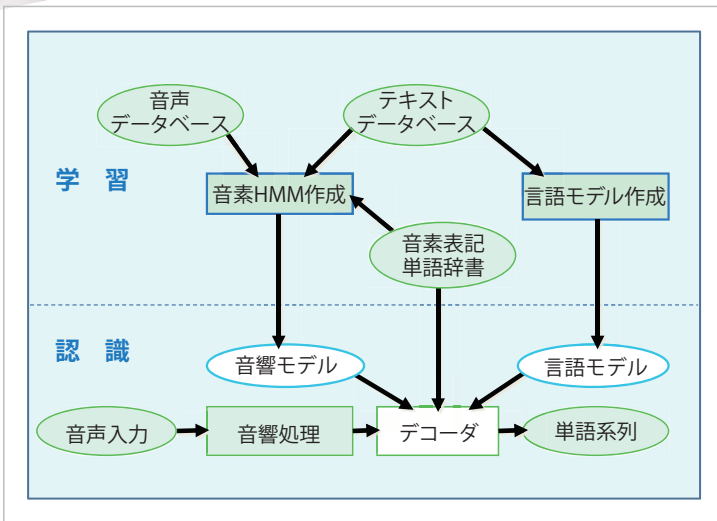 音声
データベース
テキスト
データベース
学 習
音素HMM作成
言語モデル作成
音素表記
単語辞書
認 識
音響モデル
言語モデル
音声入力
音響処理
デコーダ
単語系列